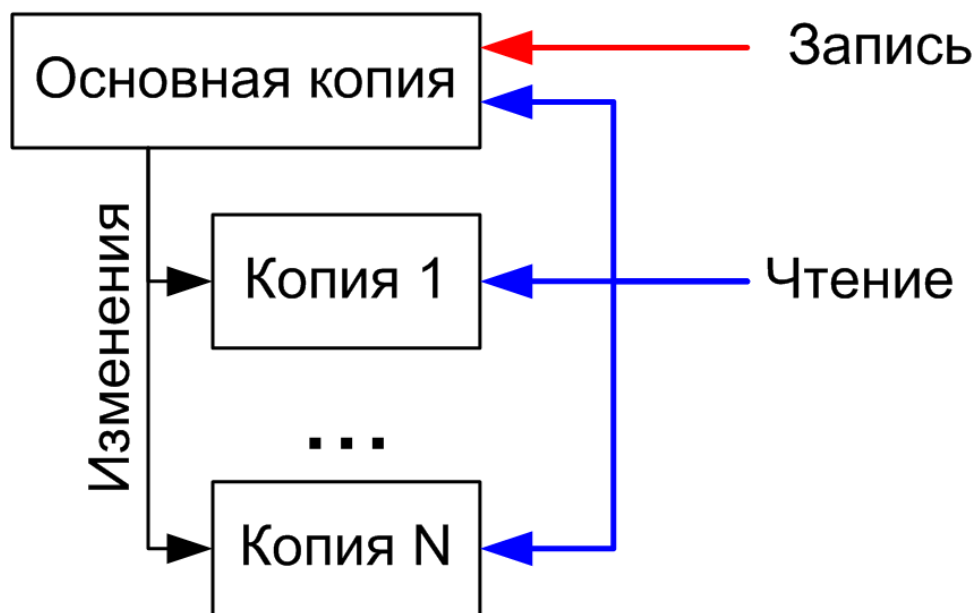 Основная копия
Запись
Изменения
Копия 1
Чтение
...
Копия N